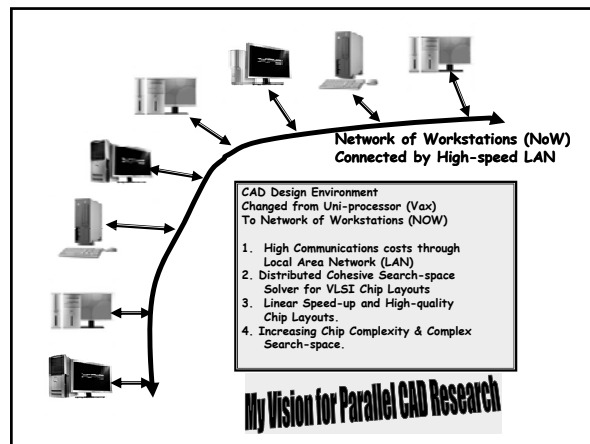 Network of Workstations (NoW)
Connected by High-speed LAN
CAD Design Environment
Changed from Uni-processor (Vax)
To Network of Workstations (NOW)
1. High Communications costs through
Local Area Network (LAN)
2. Distributed Cohesive Search-space
Solver for VLSI Chip Layouts
3. Linear Speed-up and High-quality
Chip Layouts.
4. Increasing Chip Complexity & Complex
Search-space.
My Vision for Parallel CAD Research